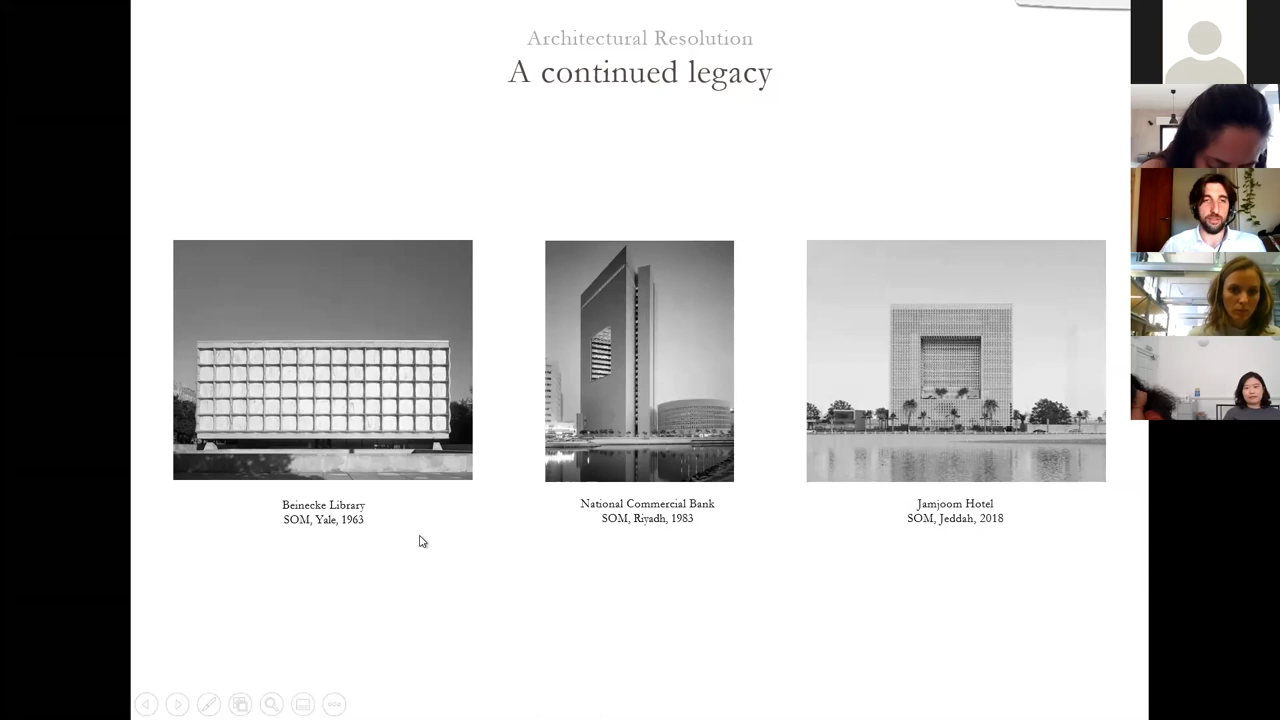 Architectural Resolution
A continued legacy
Beinecke Library
SOM, Yale, 1963
National Commercial Bank
SOM, Riyadh, 1983
Jamjoom Hotel
SOM, Jeddah, 2018